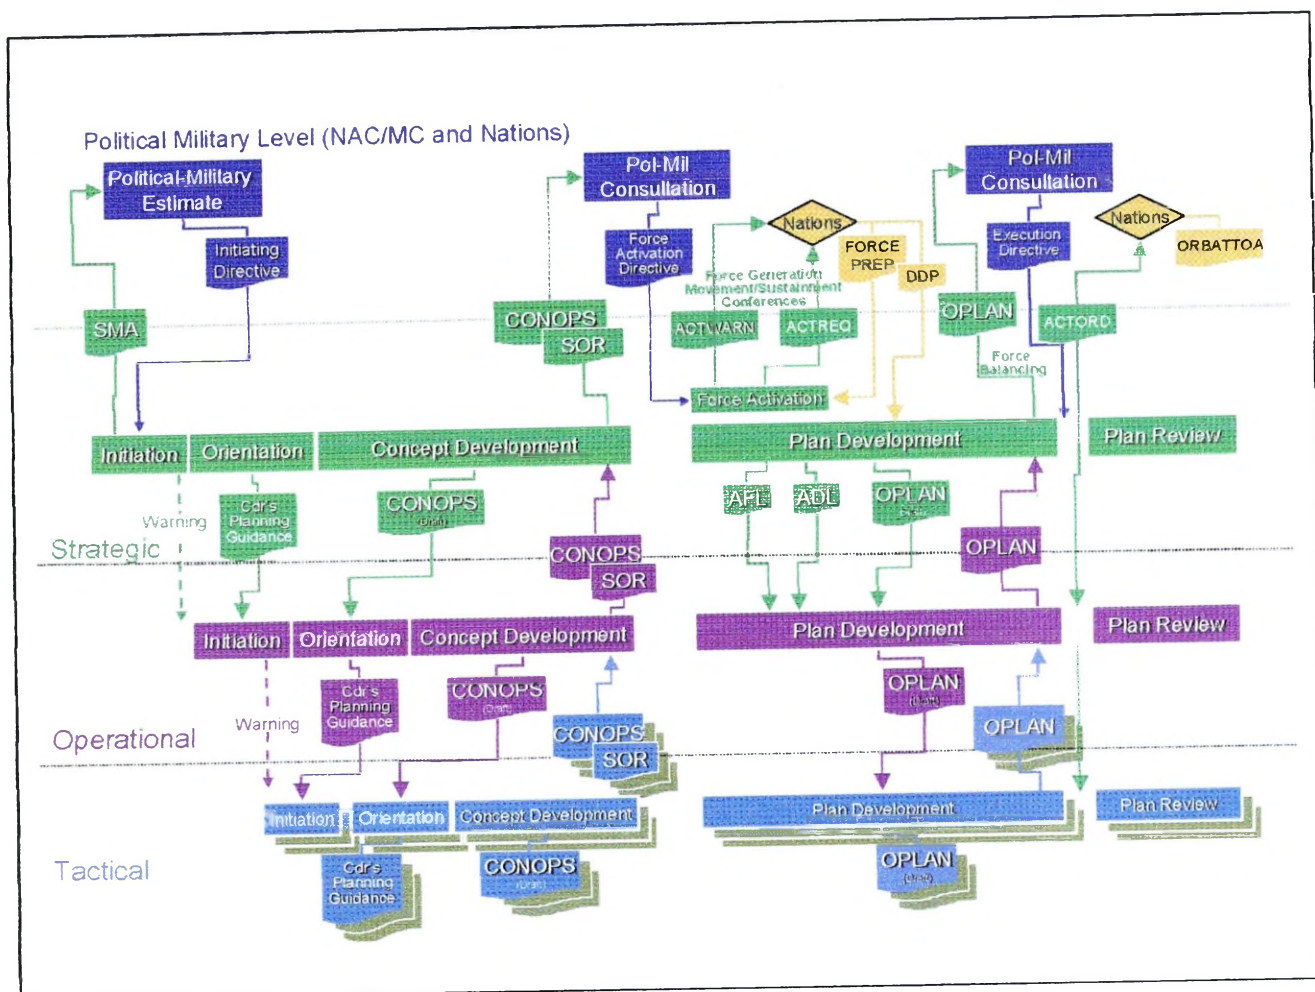 Political Military Level (NAC/MC and Nations)
Political-Military
Estimate
Initiating
Directive
SMA
Pol-Mil
Consultation
Force
Activation
Directive
CONOPS
SOR
Nations
FORCE
PREP
DDP
Force Generation
Movement/Sustainment
Conferences
ACTWARN
ACTREQ
Force Activation
Pol-Mil
Consultation
Execution
Directive
OPLAN
Force
Balancing
Nations
ORBATTOA
ACTORD
Initiation
Orientation
Concept Development
Plan Development
Plan Review
Warning
Cdr's
Planning
Guidance
CONOPS
(Draft)
AFL
ADL
OPLAN
Strategic
CONOPS
SOR
OPLAN
Initiation
Orientation
Concept Development
Plan Development
Plan Review
Warning
Cdr's
Planning
Guidance
CONOPS
(Draft)
CONOPS
SOR
OPLAN
(Draft)
OPLAN
Operational
Initiation
Orientation
Concept Development
Plan Development
Plan Review
Tactical
Cdr's
Planning
Guidance
CONOPS
(Draft)
OPLAN
(Draft)